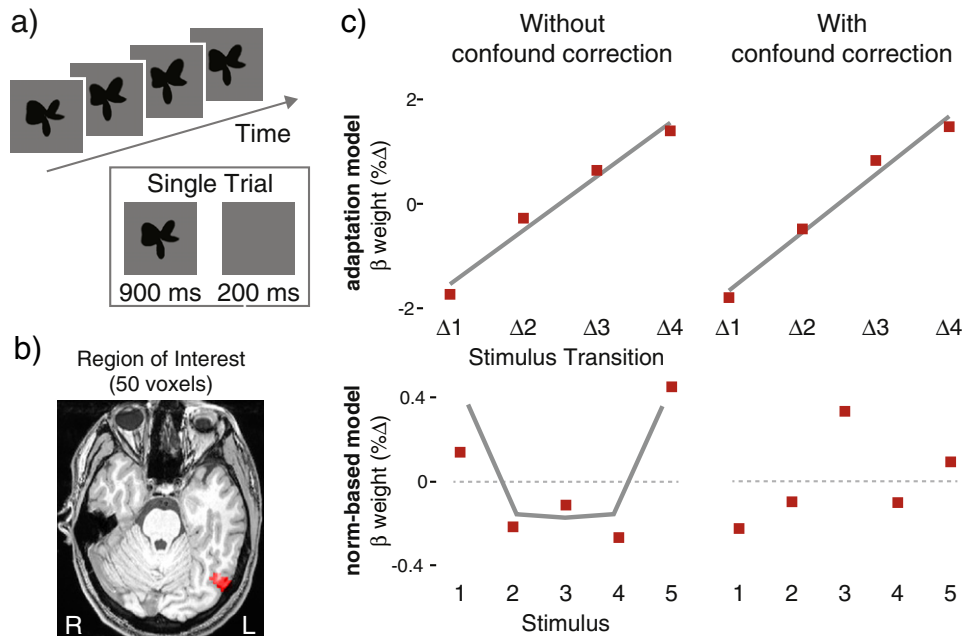 a)
Time
Single Trial
900 ms 200 ms
b)
Region of Interest
(50 voxels)
R L
c)
Without
confound correction
With
confound correction
adaptation model
β weight (%Δ)
2
0
-2
Δ1 Δ2 Δ3 Δ4
Δ1 Δ2 Δ3 Δ4
Stimulus Transition
norm-based model
β weight (%Δ)
0.4
0
-0.4
1 2 3 4 5
1 2 3 4 5
Stimulus